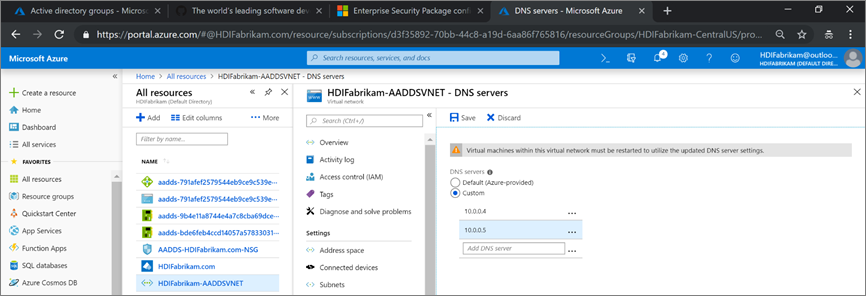 Active directory groups - Micros
The world's leading software dev
Enterprise Security Package conf
DNS servers - Microsoft Azure
https://portal.azure.com/#@HDIFabrikam.com/resource/subscriptions/d3f35892-70bb-44c8-a19d-6aa86f765816/resourceGroups/HDIFabrikam-CentralUS/pro...
Microsoft Azure
Search resources, services, and docs
4
HDIFabrikam@outloo...
HDIFABRIKAM (DEFAULT DIRE...
Create a resource
Home
Dashboard
All services
FAVORITES
All resources
Resource groups
Quickstart Center
App Services
Function Apps
SQL databases
Azure Cosmos DB
Home > All resources > HDIFabrikam-AADDSVNET - DNS servers
All resources
HDIFabrikam (Default Directory)
Add
Edit columns
More
Filter by name...
NAME
aadds-791afef2579544eb9ce9c539e...
aadds-791afef2579544eb9ce9c539e...
aadds-9b4e11a8744e4a7c8cba69dce...
aadds-bde6feb4ccd14057a57833031...
AADDS-HDIFabrikam.com-NSG
HDIFabrikam.com
HDIFabrikam-AADDSVNET
HDIFabrikam-AADDSVNET - DNS servers
Virtual network
Search (Ctrl+/)
Overview
Activity log
Access control (IAM)
Tags
Diagnose and solve problems
Settings
Address space
Connected devices
Subnets
Save
Discard
Virtual machines within this virtual network must be restarted to utilize the updated DNS server settings.
DNS servers
Default (Azure-provided)
Custom
10.0.0.4
10.0.0.5
Add DNS server